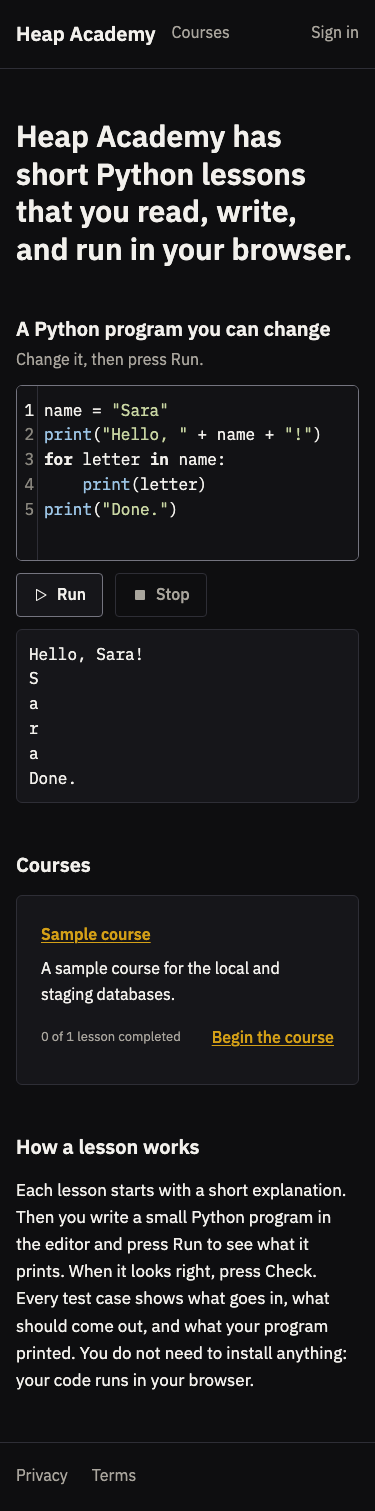 Heap Academy Courses Sign in
Heap Academy has
short Python lessons
that you read, write,
and run in your browser.
A Python program you can change
Change it, then press Run.
1 name = "Sara"
2 print("Hello, " + name + "!")
3 for letter in name:
4     print(letter)
5 print("Done.")
Run Stop
Hello, Sara!
S
a
r
a
Done.
Courses
Sample course
A sample course for the local and
staging databases.
0 of 1 lesson completed Begin the course
How a lesson works
Each lesson starts with a short explanation.
Then you write a small Python program in
the editor and press Run to see what it
prints. When it looks right, press Check.
Every test case shows what goes in, what
should come out, and what your program
printed. You do not need to install anything:
your code runs in your browser.
Privacy Terms